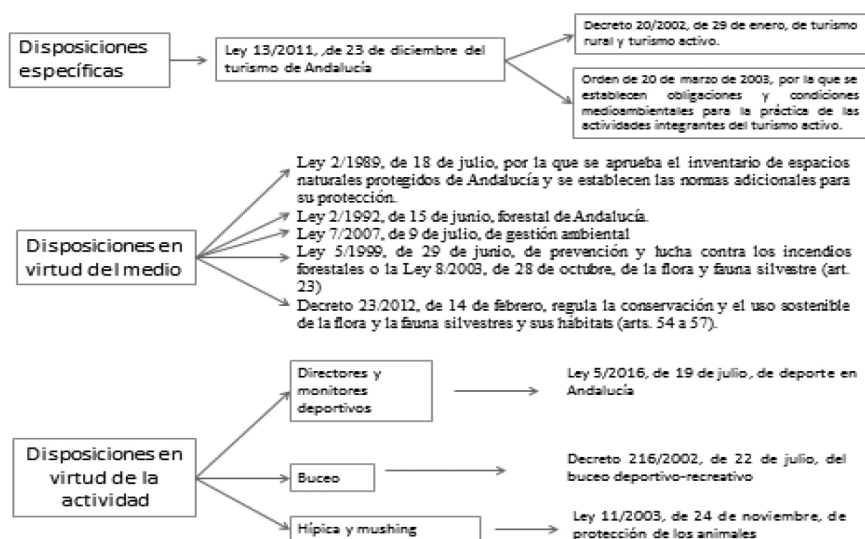 Disposiciones
específicas
Ley 13/2011, ,de 23 de diciembre del
turismo de Andalucía
Decreto 20/2002, de 29 de enero, de turismo
rural y turismo activo.
Orden de 20 de marzo de 2003, por la que se
establecen obligaciones y condiciones
medioambientales para la práctica de las
actividades integrantes del turismo activo.
Disposiciones en
virtud del medio
Ley 2/1989, de 18 de julio, por la que se aprueba el inventario de espacios
naturales protegidos de Andalucía y se establecen las normas adicionales para
su protección.
Ley 2/1992, de 15 de junio, forestal de Andalucía.
Ley 7/2007, de 9 de julio, de gestión ambiental
Ley 5/1999, de 29 de junio, de prevención y lucha contra los incendios
forestales o la Ley 8/2003, de 28 de octubre, de la flora y fauna silvestre (art.
23)
Decreto 23/2012, de 14 de febrero, regula la conservación y el uso sostenible
de la flora y la fauna silvestres y sus hábitats (arts. 54 a 57).
Disposiciones en
virtud de la
actividad
Directores y
monitores
deportivos
Ley 5/2016, de 19 de julio, de deporte en
Andalucía
Buceo
Decreto 216/2002, de 22 de julio, del
buceo deportivo-recreativo
Hípica y mushing
Ley 11/2003, de 24 de noviembre, de
protección de los animales